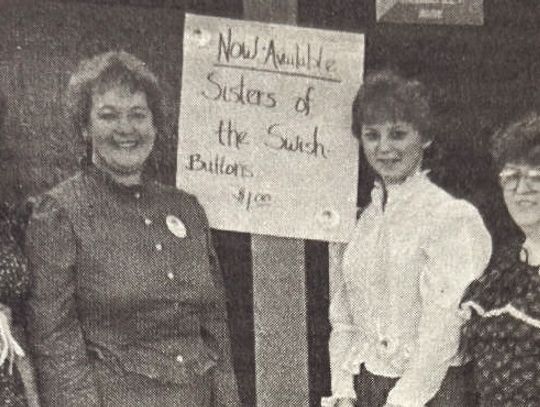 Now Available
Sisters of
the Swish
Buttons
$1.00